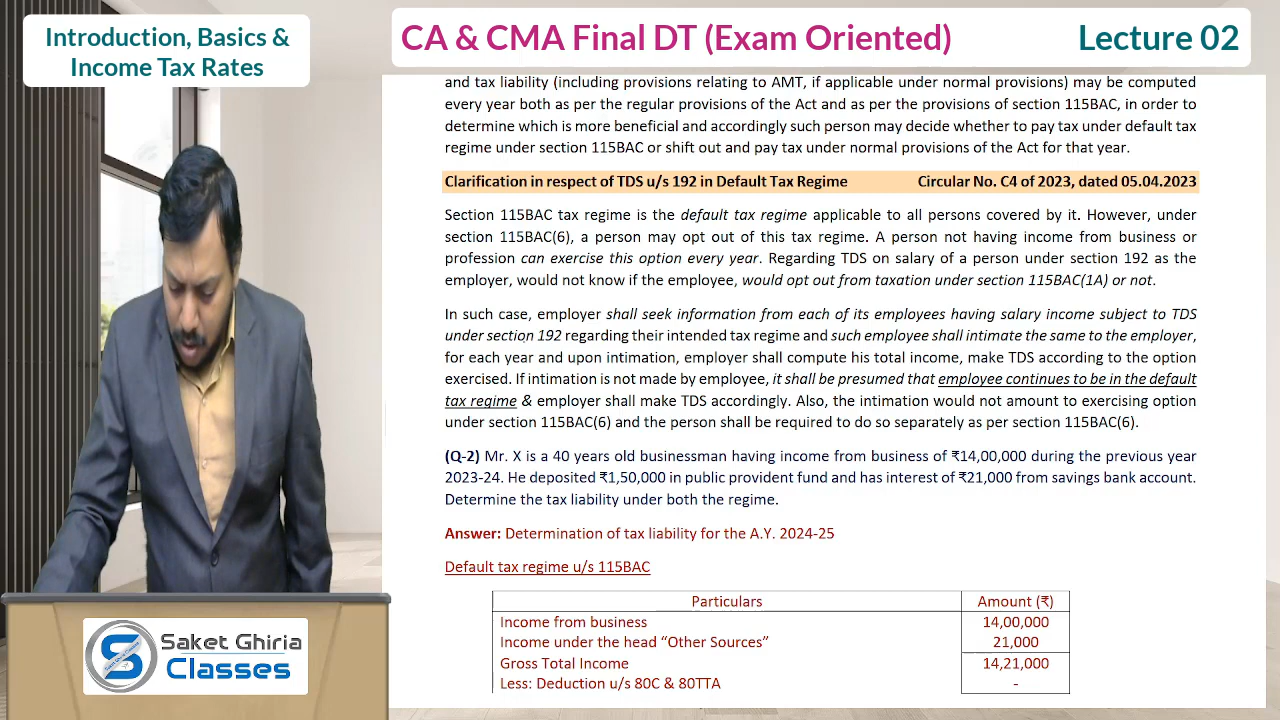 Introduction, Basics &
Income Tax Rates
CA & CMA Final DT (Exam Oriented)
Lecture 02
and tax liability (including provisions relating to AMT, if applicable under normal provisions) may be computed
every year both as per the regular provisions of the Act and as per the provisions of section 115BAC, in order to
determine which is more beneficial and accordingly such person may decide whether to pay tax under default tax
regime under section 115BAC or shift out and pay tax under normal provisions of the Act for that year.
Clarification in respect of TDS u/s 192 in Default Tax Regime Circular No. C4 of 2023, dated 05.04.2023
Section 115BAC tax regime is the default tax regime applicable to all persons covered by it. However, under
section 115BAC(6), a person may opt out of this tax regime. A person not having income from business or
profession can exercise this option every year. Regarding TDS on salary of a person under section 192 as the
employer, would not know if the employee, would opt out from taxation under section 115BAC(1A) or not.
In such case, employer shall seek information from each of its employees having salary income subject to TDS
under section 192 regarding their intended tax regime and such employee shall intimate the same to the employer,
for each year and upon intimation, employer shall compute his total income, make TDS according to the option
exercised. If intimation is not made by employee, it shall be presumed that employee continues to be in the default
tax regime & employer shall make TDS accordingly. Also, the intimation would not amount to exercising option
under section 115BAC(6) and the person shall be required to do so separately as per section 115BAC(6).
(Q-2) Mr. X is a 40 years old businessman having income from business of ₹14,00,000 during the previous year
2023-24. He deposited ₹1,50,000 in public provident fund and has interest of ₹21,000 from savings bank account.
Determine the tax liability under both the regime.
Answer: Determination of tax liability for the A.Y. 2024-25
Default tax regime u/s 115BAC
Particulars Amount (₹)
Income from business 14,00,000
Income under the head “Other Sources” 21,000
Gross Total Income 14,21,000
Less: Deduction u/s 80C & 80TTA -
Saket Ghiria
Classes